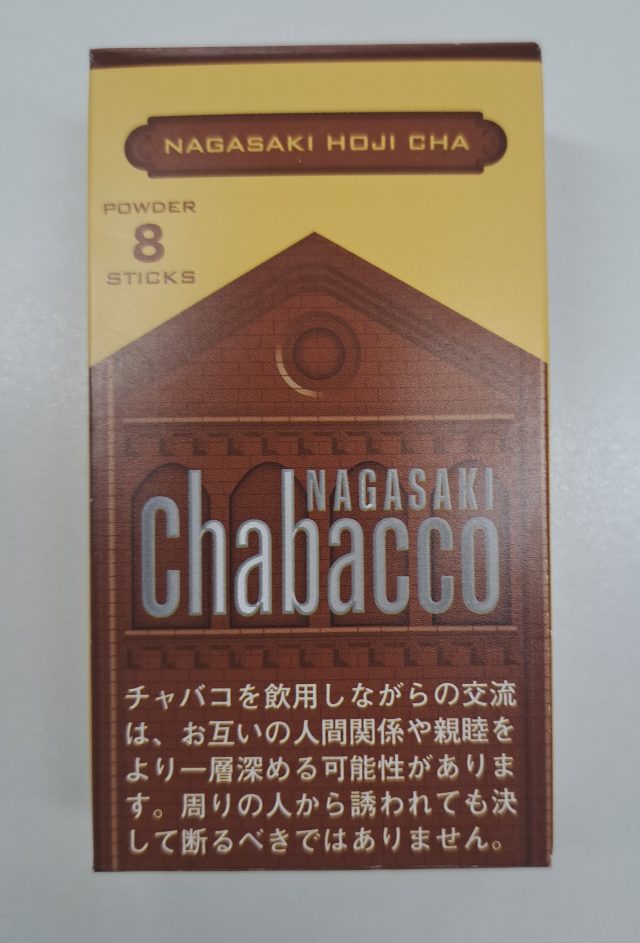 NAGASAKI HOJI CHA
POWDER
8
STICKS
NAGASAKI
Chabacco
チャバコを飲用しながらの交流
は、お互いの人間関係や親睦を
より一層深める可能性がありま
す。周りの人から誘われても決
して断るべきではありません。